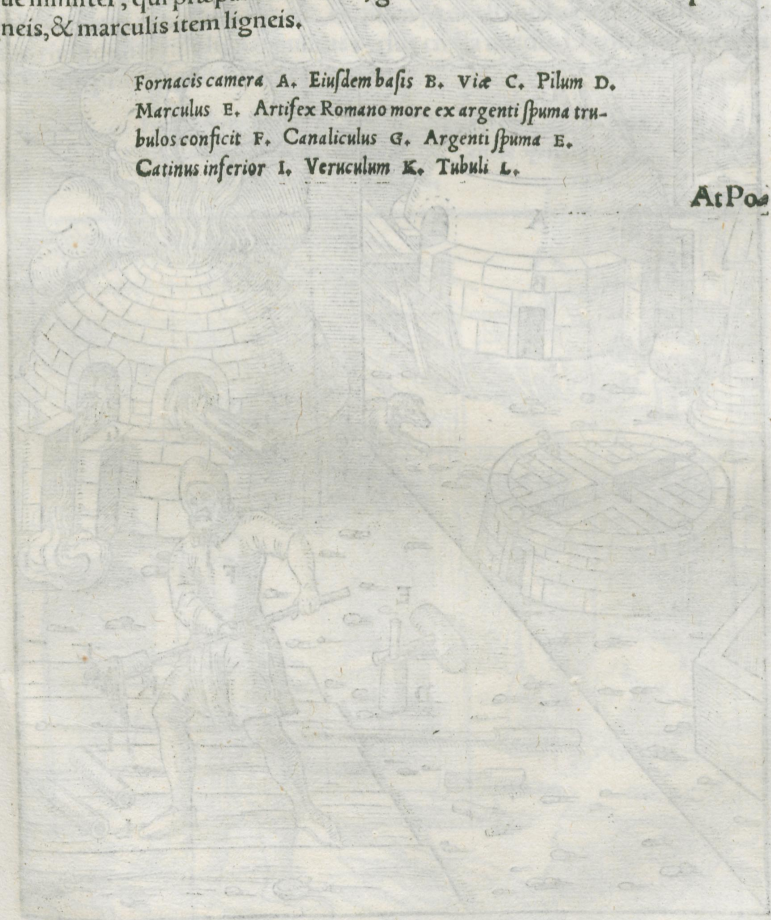 neis,& marculis item ligneis.
Fornacis camera A. Eiuſdem baſis B. Viæ C. Pilum D.
Marculus E. Artifex Romano more ex argenti ſpuma tru-
bulos conficit F. Canaliculus G. Argenti ſpuma E.
Catinus inferior I. Veruculum K. Tubuli L.
At Po⸗